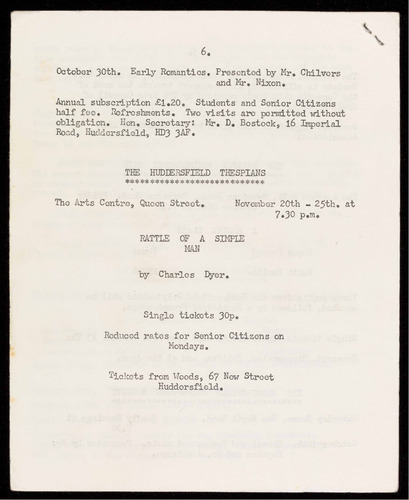 6.
October 30th. Early Romantics. Presented by Mr. Chilvers
and Mr. Nixon.
Annual subscription £1.20. Students and Senior Citizens
half fee. Refreshments. Two visits are permitted without
obligation. Hon. Secretary: Mr. D. Bostock, 16 Imperial
Road, Huddersfield, HD3 3AF.
THE HUDDERSFIELD THESPIANS
****************************
The Arts Centre, Queen Street. November 20th - 25th. at
7.30 p.m.
RATTLE OF A SIMPLE
MAN
by Charles Dyer.
Single tickets 30p.
Reduced rates for Senior Citizens on
Mondays.
Tickets from Woods, 67 New Street
Huddersfield.